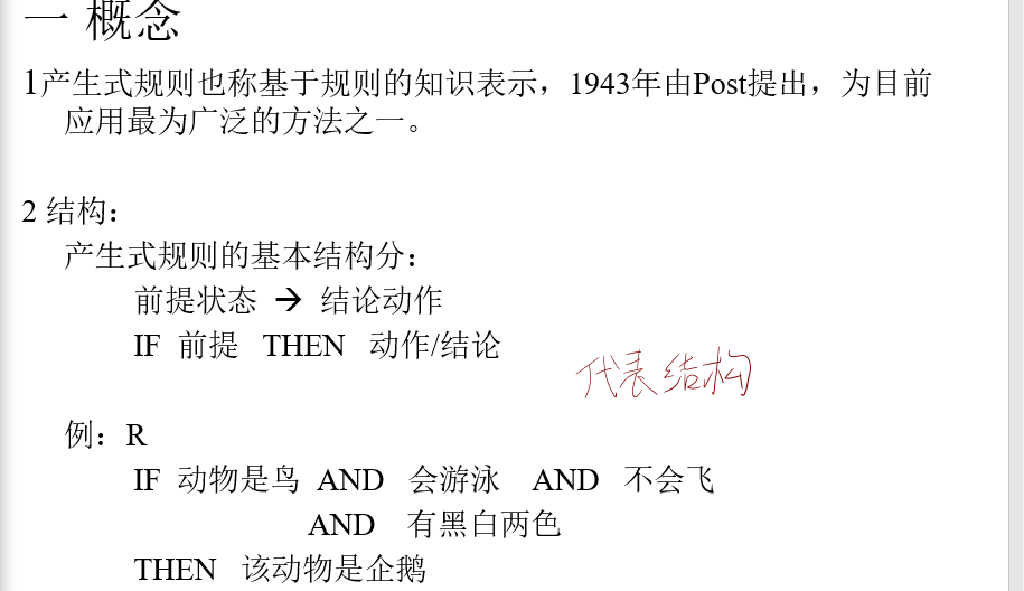 一 概念
1产生式规则也称基于规则的知识表示，1943年由Post提出，为目前
应用最为广泛的方法之一。
2 结构：
产生式规则的基本结构分：
前提状态 → 结论动作
IF 前提 THEN 动作/结论
代表结构
例：R
IF 动物是鸟 AND 会游泳 AND 不会飞
AND 有黑白两色
THEN 该动物是企鹅